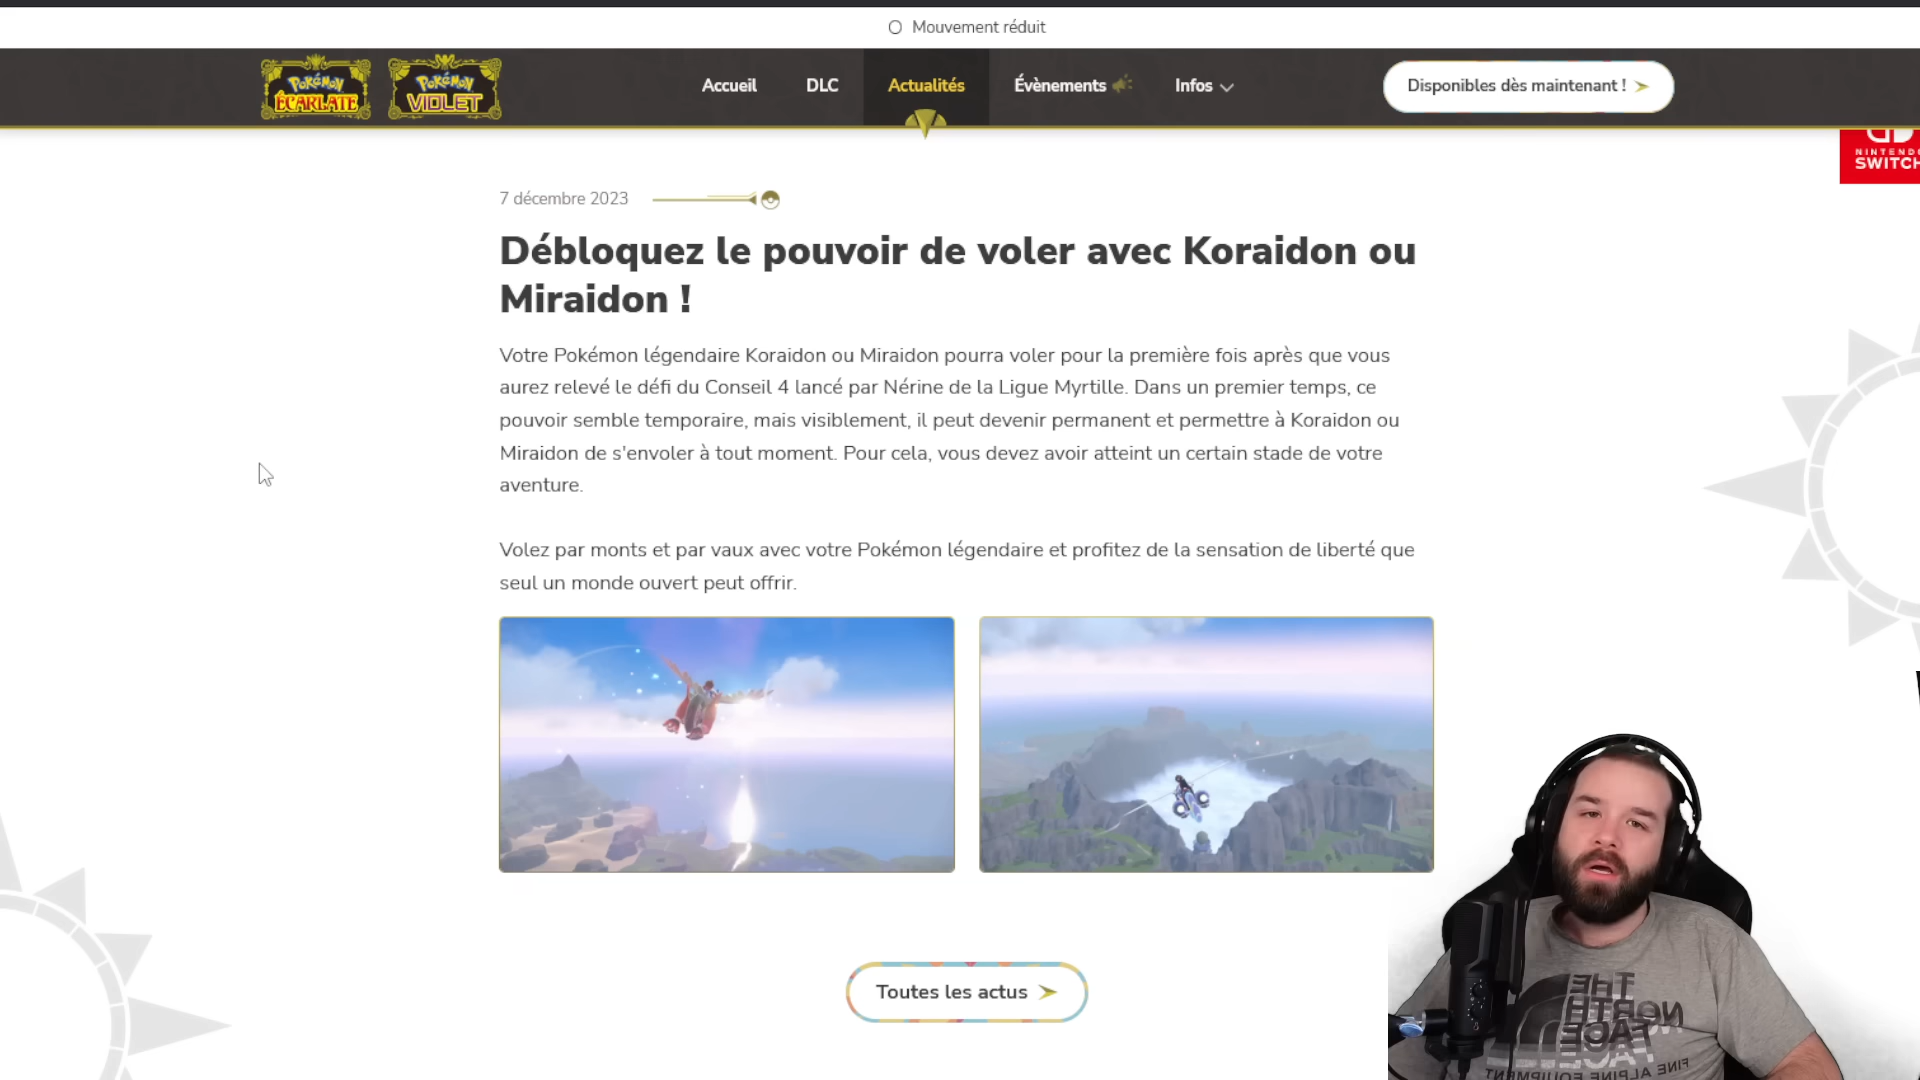 Mouvement réduit
Pokémon
ÉCARLATE
Pokémon
VIOLET
Accueil
DLC
Actualités
Évènements
Infos
Disponibles dès maintenant !
NINTENDO
SWITCH
7 décembre 2023
Débloquez le pouvoir de voler avec Koraidon ou
Miraidon !
Votre Pokémon légendaire Koraidon ou Miraidon pourra voler pour la première fois après que vous
aurez relevé le défi du Conseil 4 lancé par Nérine de la Ligue Myrtille. Dans un premier temps, ce
pouvoir semble temporaire, mais visiblement, il peut devenir permanent et permettre à Koraidon ou
Miraidon de s'envoler à tout moment. Pour cela, vous devez avoir atteint un certain stade de votre
aventure.
Volez par monts et par vaux avec votre Pokémon légendaire et profitez de la sensation de liberté que
seul un monde ouvert peut offrir.
Toutes les actus
THE
NORTH
FACE